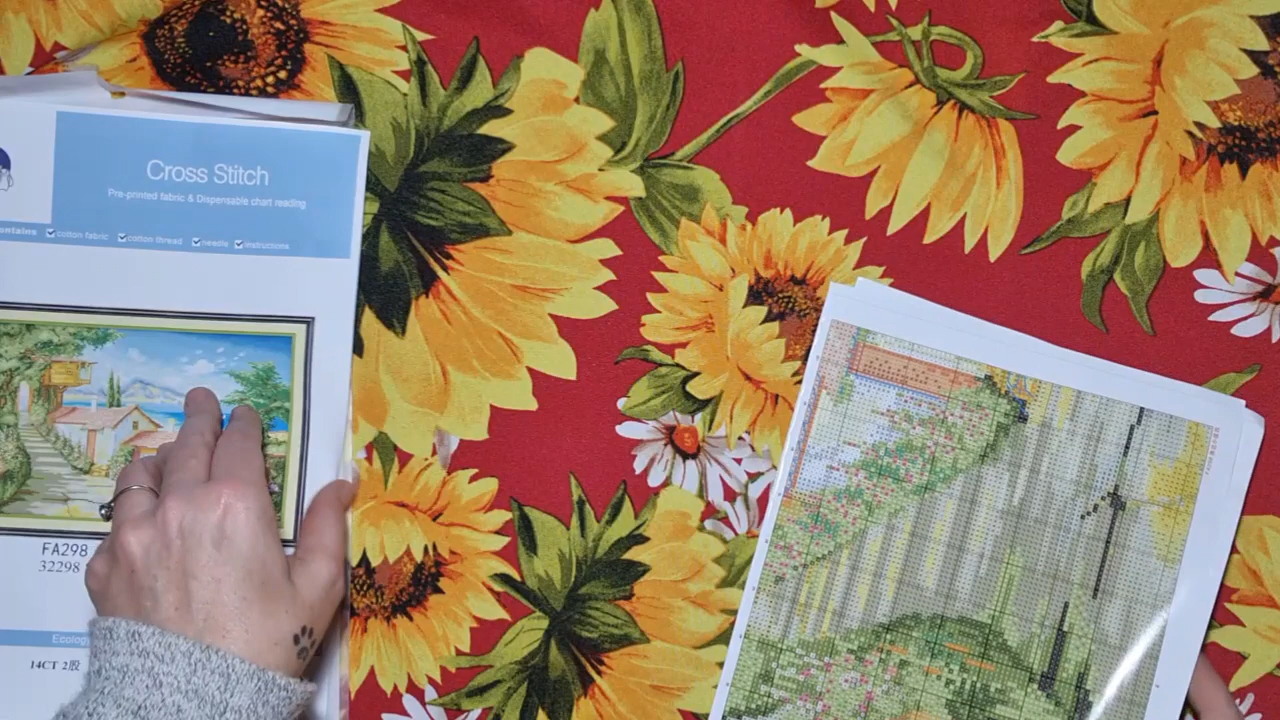 Cross Stitch
Pre-printed fabric & Dispensable chart reading
ontains cotton fabric cotton thread needle instructions
FA298
32298
Ecology
14CT 2股